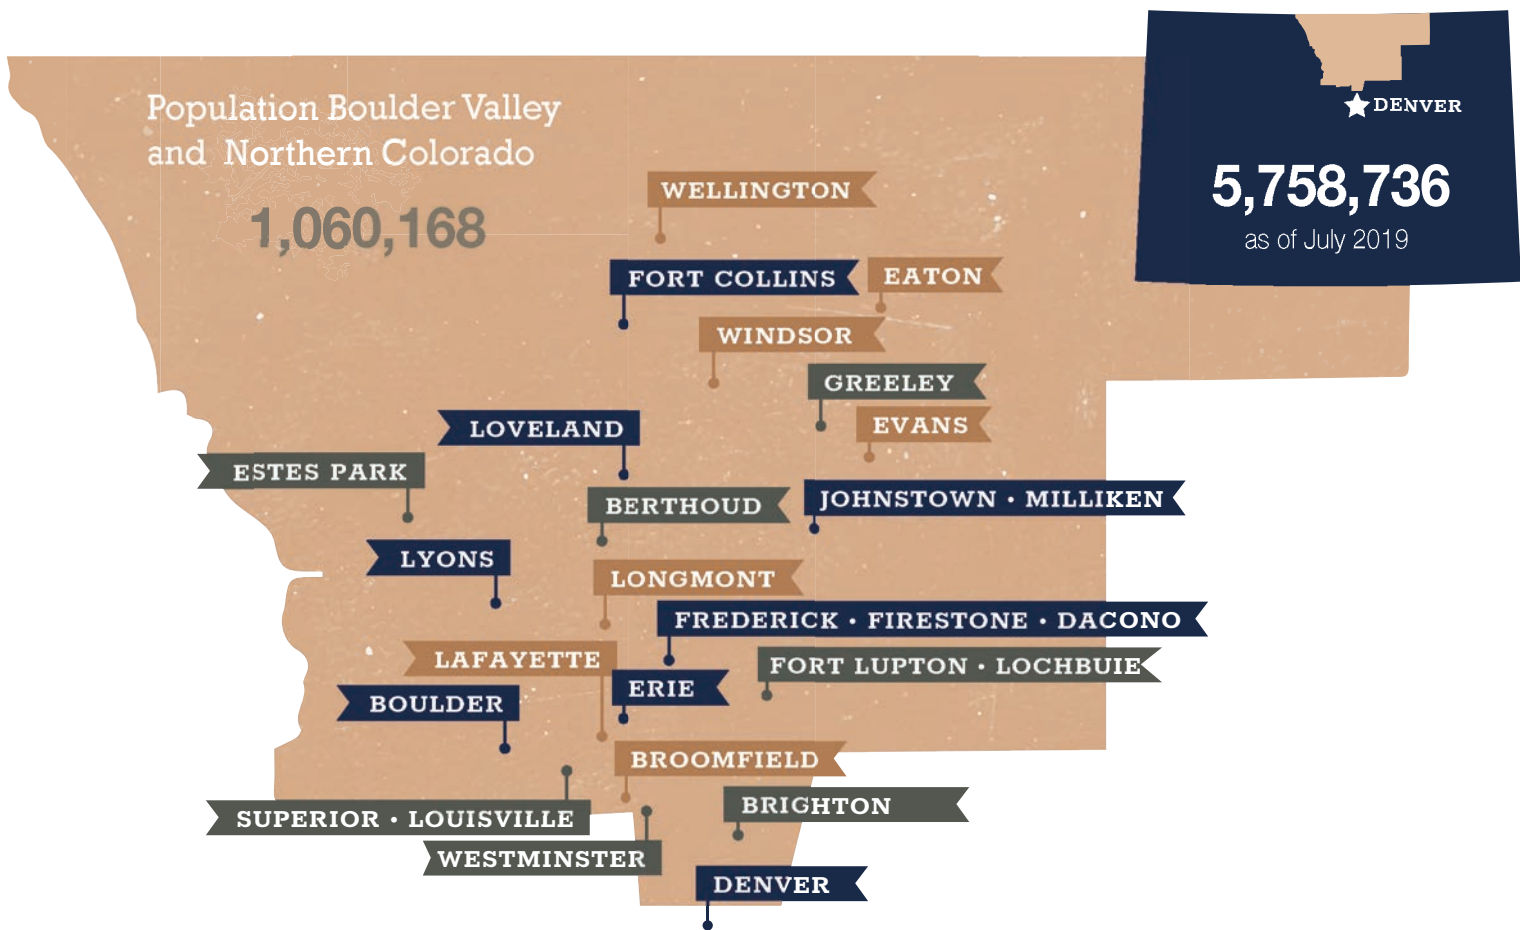 Population Boulder Valley
and Northern Colorado
1,060,168
DENVER
5,758,736
as of July 2019
WELLINGTON
FORT COLLINS
EATON
WINDSOR
GREELEY
LOVELAND
EVANS
ESTES PARK
BERTHOUD
JOHNSTOWN • MILLIKEN
LYONS
LONGMONT
FREDERICK • FIRESTONE • DACONO
LAFAYETTE
FORT LUPTON • LOCHBUIE
ERIE
BOULDER
BROOMFIELD
BRIGHTON
SUPERIOR • LOUISVILLE
WESTMINSTER
DENVER